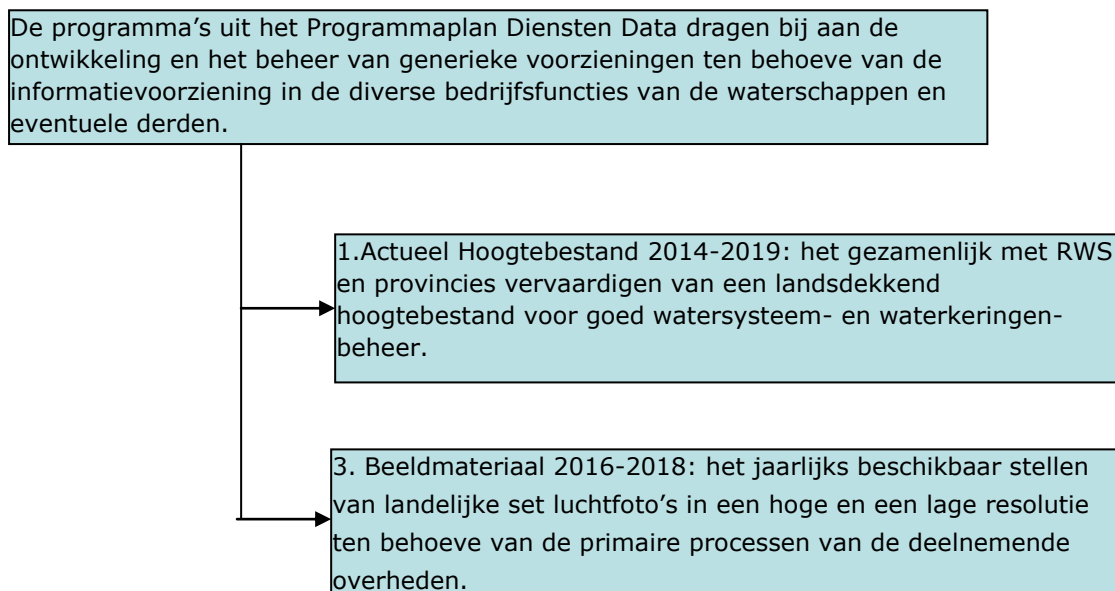 De programma’s uit het Programmaplan Diensten Data dragen bij aan de
ontwikkeling en het beheer van generieke voorzieningen ten behoeve van de
informatievoorziening in de diverse bedrijfsfuncties van de waterschappen en
eventuele derden.
1.Actueel Hoogtebestand 2014-2019: het gezamenlijk met RWS
en provincies vervaardigen van een landsdekkend
hoogtebestand voor goed watersysteem- en waterkeringen-
beheer.
3. Beeldmateriaal 2016-2018: het jaarlijks beschikbaar stellen
van landelijke set luchtfoto’s in een hoge en een lage resolutie
ten behoeve van de primaire processen van de deelnemende
overheden.